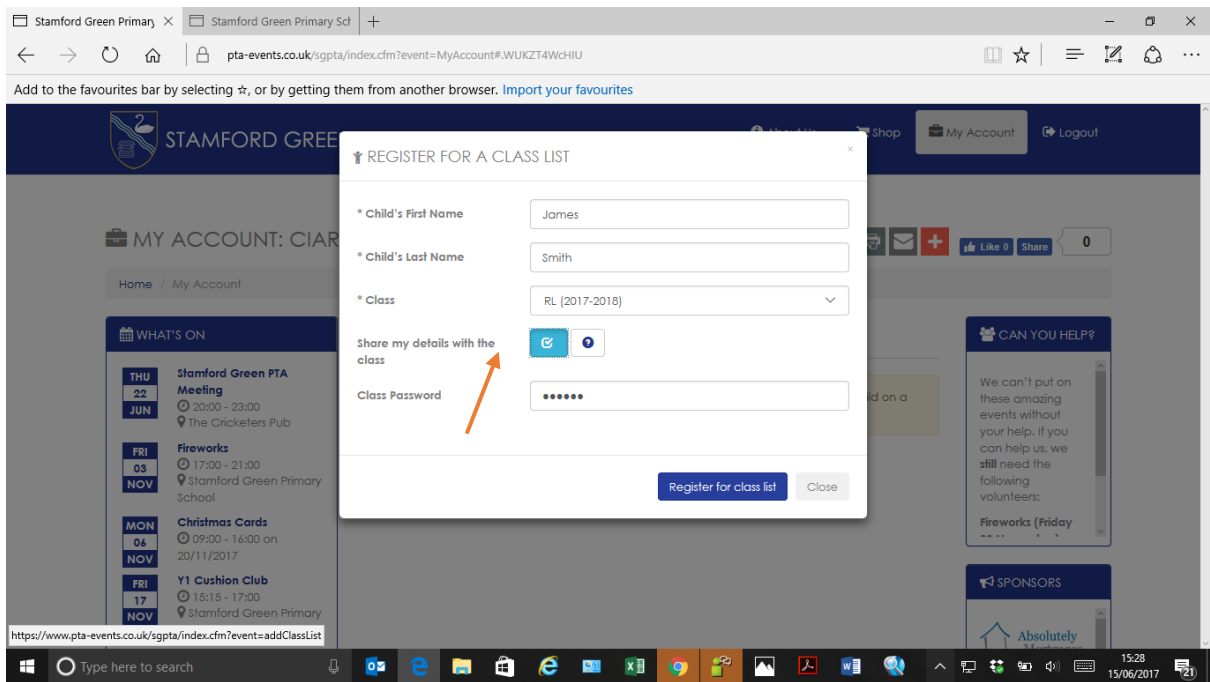 Stamford Green Primary
Stamford Green Primary Sch
pta-events.co.uk/sgpta/index.cfm?event=MyAccount#.WUKZT4WcHIU
Add to the favourites bar by selecting ☆, or by getting them from another browser. Import your favourites
STAMFORD GREE
About Us
Shop
My Account
Logout
REGISTER FOR A CLASS LIST
×
* Child's First Name
James
* Child's Last Name
Smith
* Class
RL (2017-2018)
Share my details with the
class
Class Password
••••••
Register for class list
Close
MY ACCOUNT: CIAR
Like 0
Share
0
Home / My Account
WHAT'S ON
THU
22
JUN
Stamford Green PTA
Meeting
20:00 - 23:00
The Cricketers Pub
FRI
03
NOV
Fireworks
17:00 - 21:00
Stamford Green Primary
School
MON
06
NOV
Christmas Cards
09:00 - 16:00 on
20/11/2017
FRI
17
NOV
Y1 Cushion Club
15:15 - 17:00
Stamford Green Primary
id on a
CAN YOU HELP?
We can't put on
these amazing
events without
your help. If you
can help us, we
still need the
following
volunteers:
Fireworks (Friday
SPONSORS
Absolutely
https://www.pta-events.co.uk/sgpta/index.cfm?event=addClassList
Type here to search
15:28
15/06/2017
21